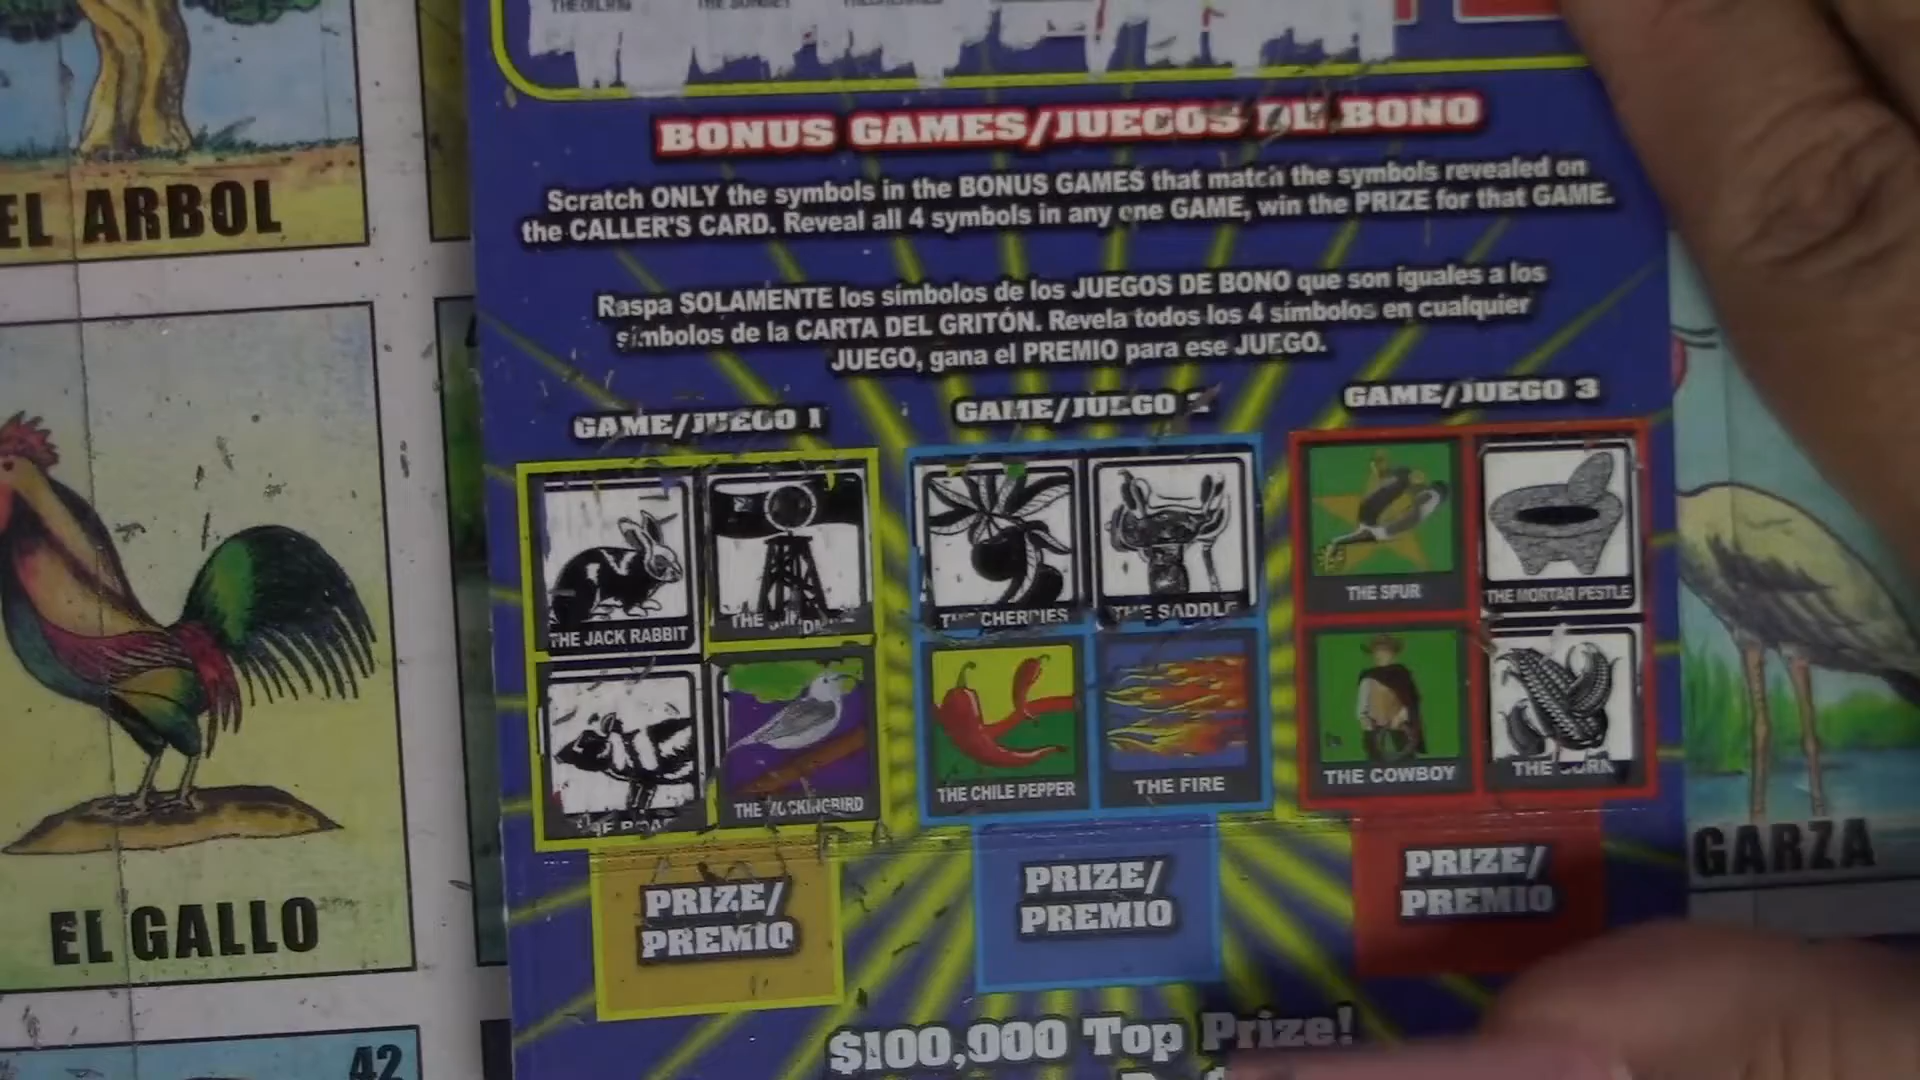 THE SUNSET
BONUS GAMES/JUEGOS DE BONO
Scratch ONLY the symbols in the BONUS GAMES that match the symbols revealed on
the CALLER'S CARD. Reveal all 4 symbols in any one GAME, win the PRIZE for that GAME.
Raspa SOLAMENTE los símbolos de los JUEGOS DE BONO que son iguales a los
símbolos de la CARTA DEL GRITÓN. Revela todos los 4 símbolos en cualquier
JUEGO, gana el PREMIO para ese JUEGO.
GAME/JUEGO 1
GAME/JUEGO 2
GAME/JUEGO 3
THE JACK RABBIT
THE
THE CHERRIES
THE SADDLE
THE SPUR
THE MORTAR PESTLE
THE
THE MOCKINGBIRD
THE CHILE PEPPER
THE FIRE
THE COWBOY
THE CORN
PRIZE/
PREMIO
PRIZE/
PREMIO
PRIZE/
PREMIO
$100,000 Top Prize!
EL ARBOL
EL GALLO
42
GARZA